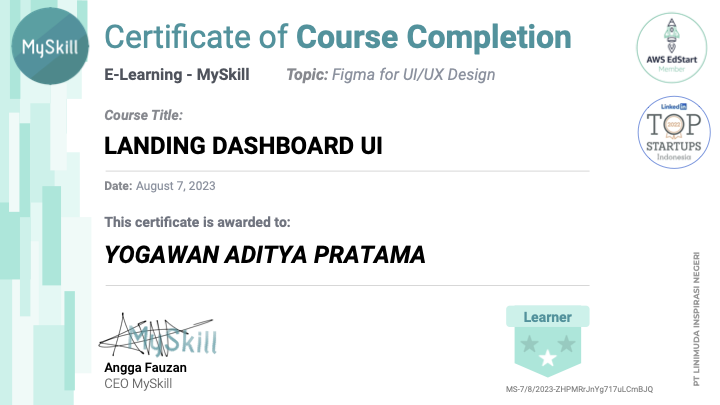 MySkill
Certificate of Course Completion
E-Learning - MySkill Topic: Figma for UI/UX Design
Course Title:
LANDING DASHBOARD UI
Date: August 7, 2023
This certificate is awarded to:
YOGAWAN ADITYA PRATAMA
MySkill
Angga Fauzan
CEO MySkill
Learner
MS-7/8/2023-ZHPMRrJnYg717uLCmBJQ
AWS EdStart
Member
LinkedIn
TOP
2022
STARTUPS
Indonesia
PT LINIMUDA INSPIRASI NEGERI